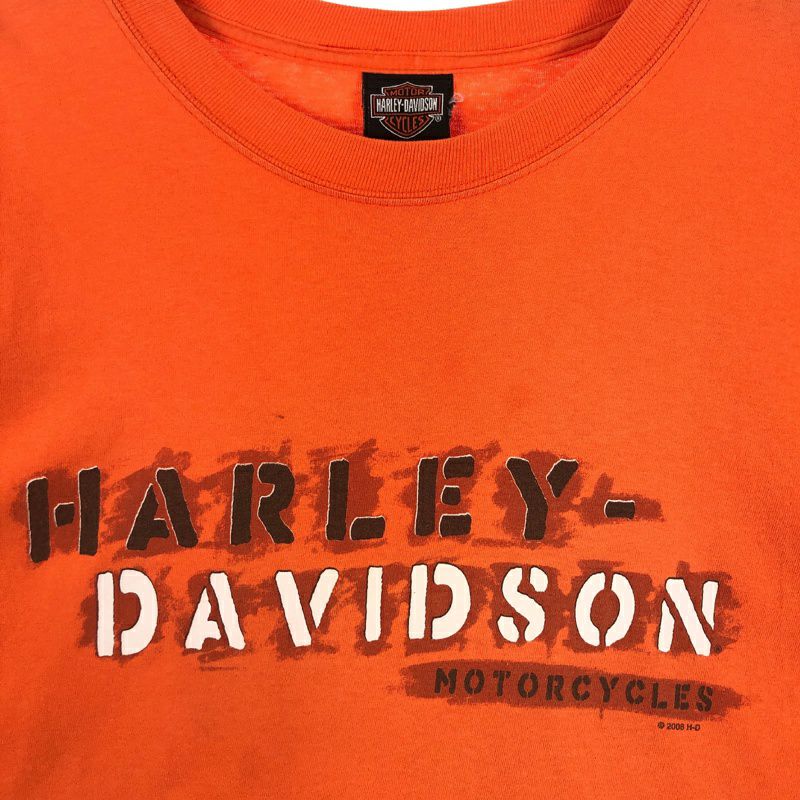 MOTOR
HARLEY-DAVIDSON
CYCLES
®
HARLEY-
DAVIDSON
MOTORCYCLES
© 2008 H-D